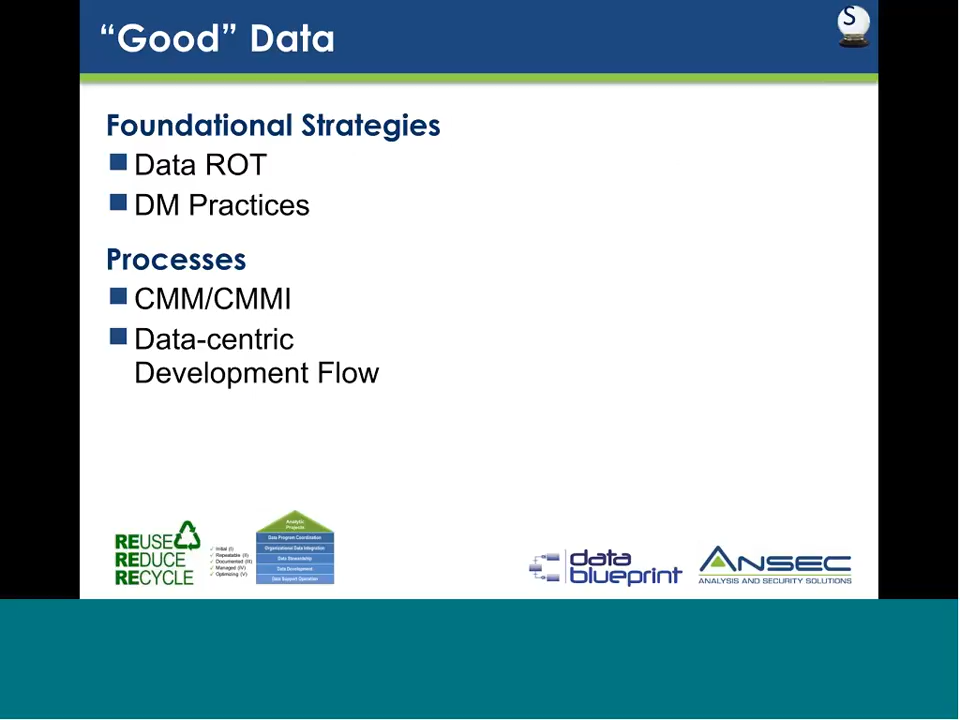 “Good” Data
S
Foundational Strategies
Data ROT
DM Practices
Processes
CMM/CMMI
Data-centric
Development Flow
REUSE
REDUCE
RECYCLE
✓ Initial (I)
✓ Repeatable (II)
✓ Documented (III)
✓ Managed (IV)
✓ Optimizing (V)
Analytic
Projects
Data Program Coordination
Organizational Data Integration
Data Stewardship
Data Development
Data Support Operation
data
blueprint
ANSEC
ANALYSIS AND SECURITY SOLUTIONS